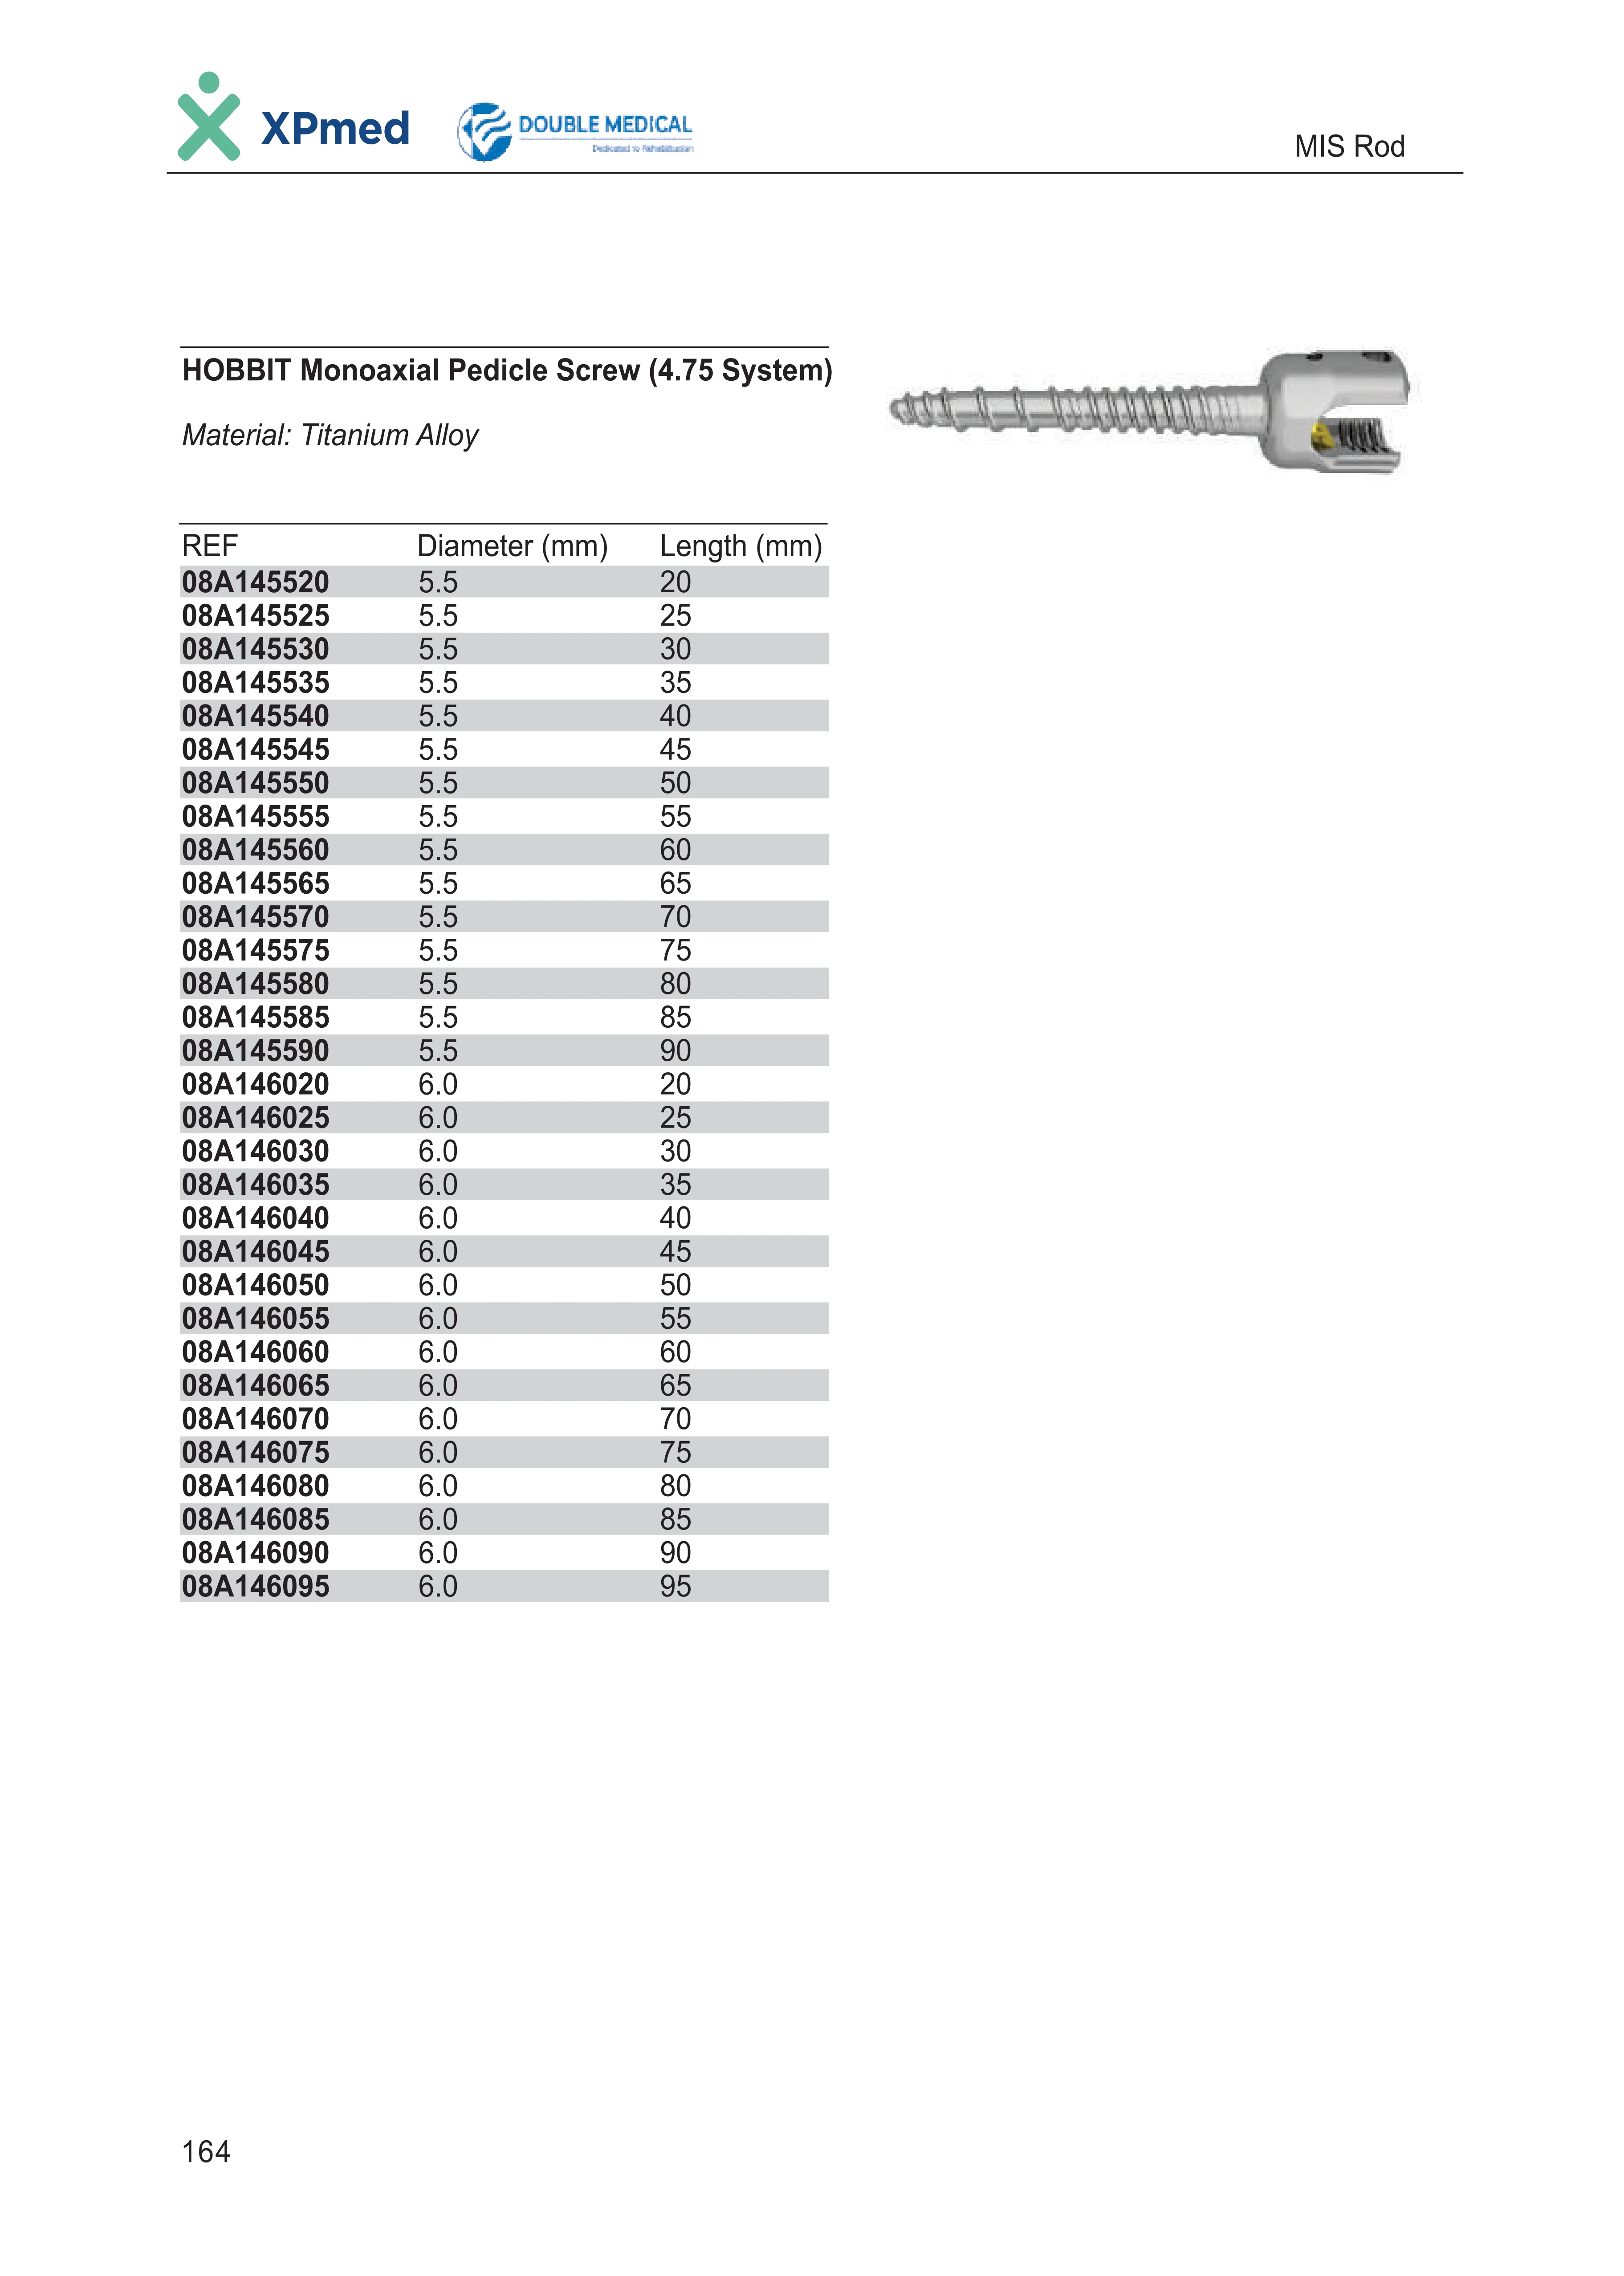 XPmed
DOUBLE MEDICAL
Dedicated to Rehabilitation
MIS Rod
HOBBIT Monoaxial Pedicle Screw (4.75 System)
Material: Titanium Alloy
REF Diameter (mm) Length (mm)
08A145520 5.5 20
08A145525 5.5 25
08A145530 5.5 30
08A145535 5.5 35
08A145540 5.5 40
08A145545 5.5 45
08A145550 5.5 50
08A145555 5.5 55
08A145560 5.5 60
08A145565 5.5 65
08A145570 5.5 70
08A145575 5.5 75
08A145580 5.5 80
08A145585 5.5 85
08A145590 5.5 90
08A146020 6.0 20
08A146025 6.0 25
08A146030 6.0 30
08A146035 6.0 35
08A146040 6.0 40
08A146045 6.0 45
08A146050 6.0 50
08A146055 6.0 55
08A146060 6.0 60
08A146065 6.0 65
08A146070 6.0 70
08A146075 6.0 75
08A146080 6.0 80
08A146085 6.0 85
08A146090 6.0 90
08A146095 6.0 95
164